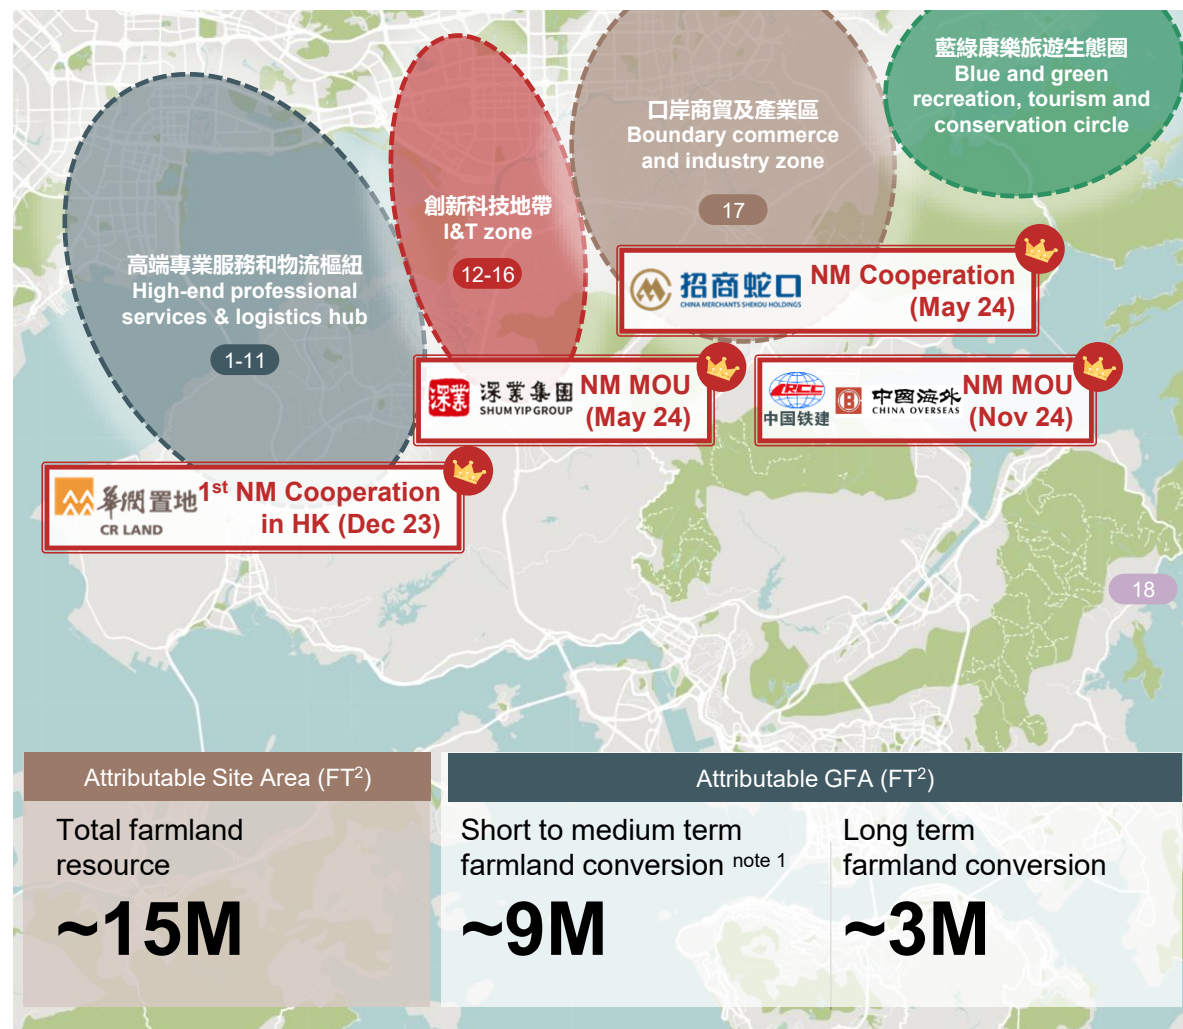 藍綠康樂旅遊生態圈
Blue and green
recreation, tourism and
conservation circle
口岸商貿及產業區
Boundary commerce
and industry zone
17
創新科技地帶
I&T zone
12-16
高端專業服務和物流樞紐
High-end professional
services & logistics hub
1-11
招商蛇口
CHINA MERCHANTS SHEKOU HOLDINGS
NM Cooperation
(May 24)
深業
深業集團
SHUM YIP GROUP
NM MOU
(May 24)
CRCC
中国铁建
中國海外
CHINA OVERSEAS
NM MOU
(Nov 24)
華潤置地
CR LAND
1st NM Cooperation
in HK (Dec 23)
18
Attributable Site Area (FT²)
Total farmland
resource
~15M
Attributable GFA (FT²)
Short to medium term
farmland conversion note 1
~9M
Long term
farmland conversion
~3M